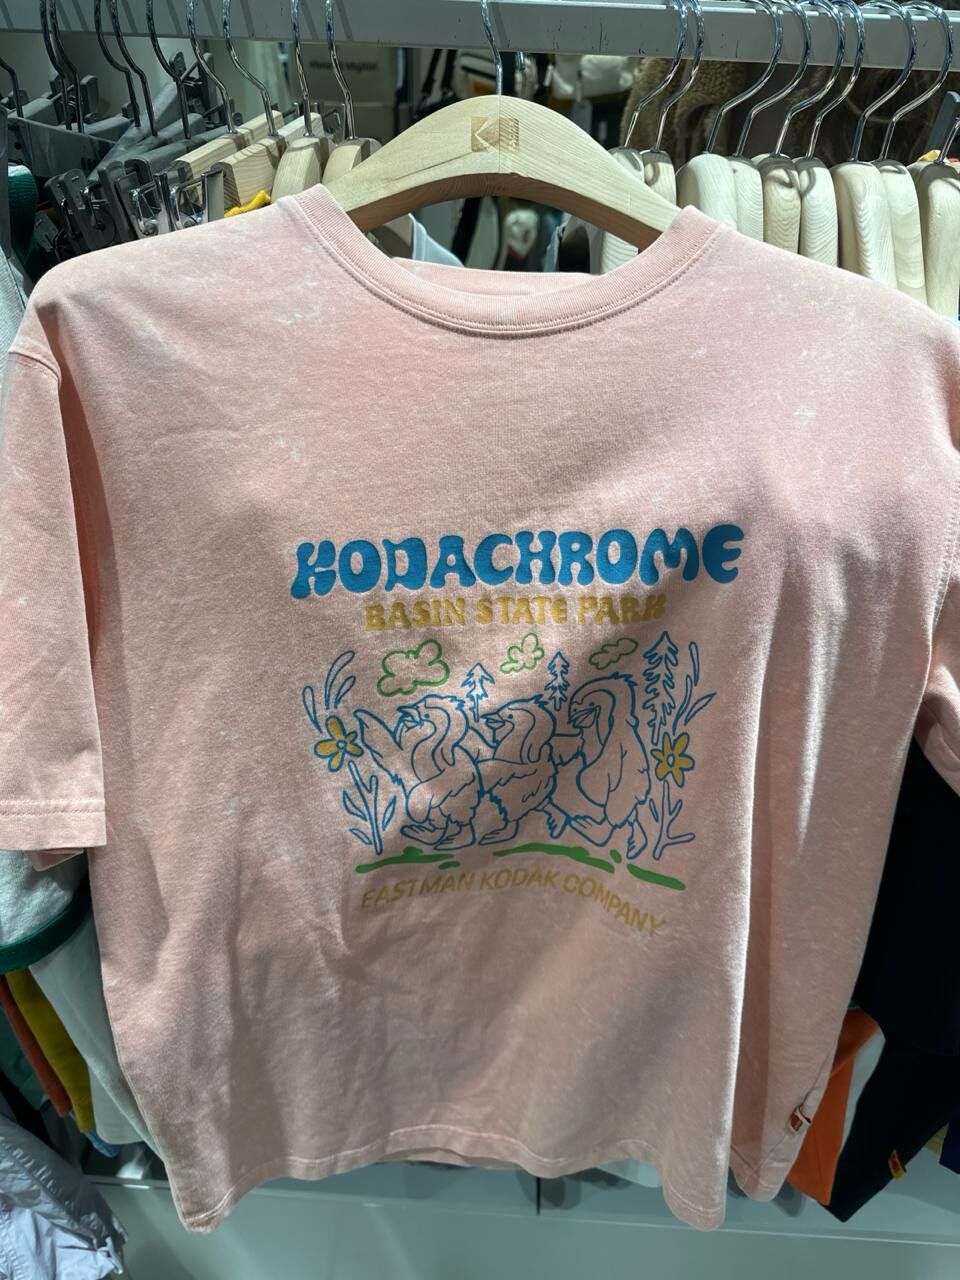 KODACHROME
BASIN STATE PARK
EASTMAN KODAK COMPANY